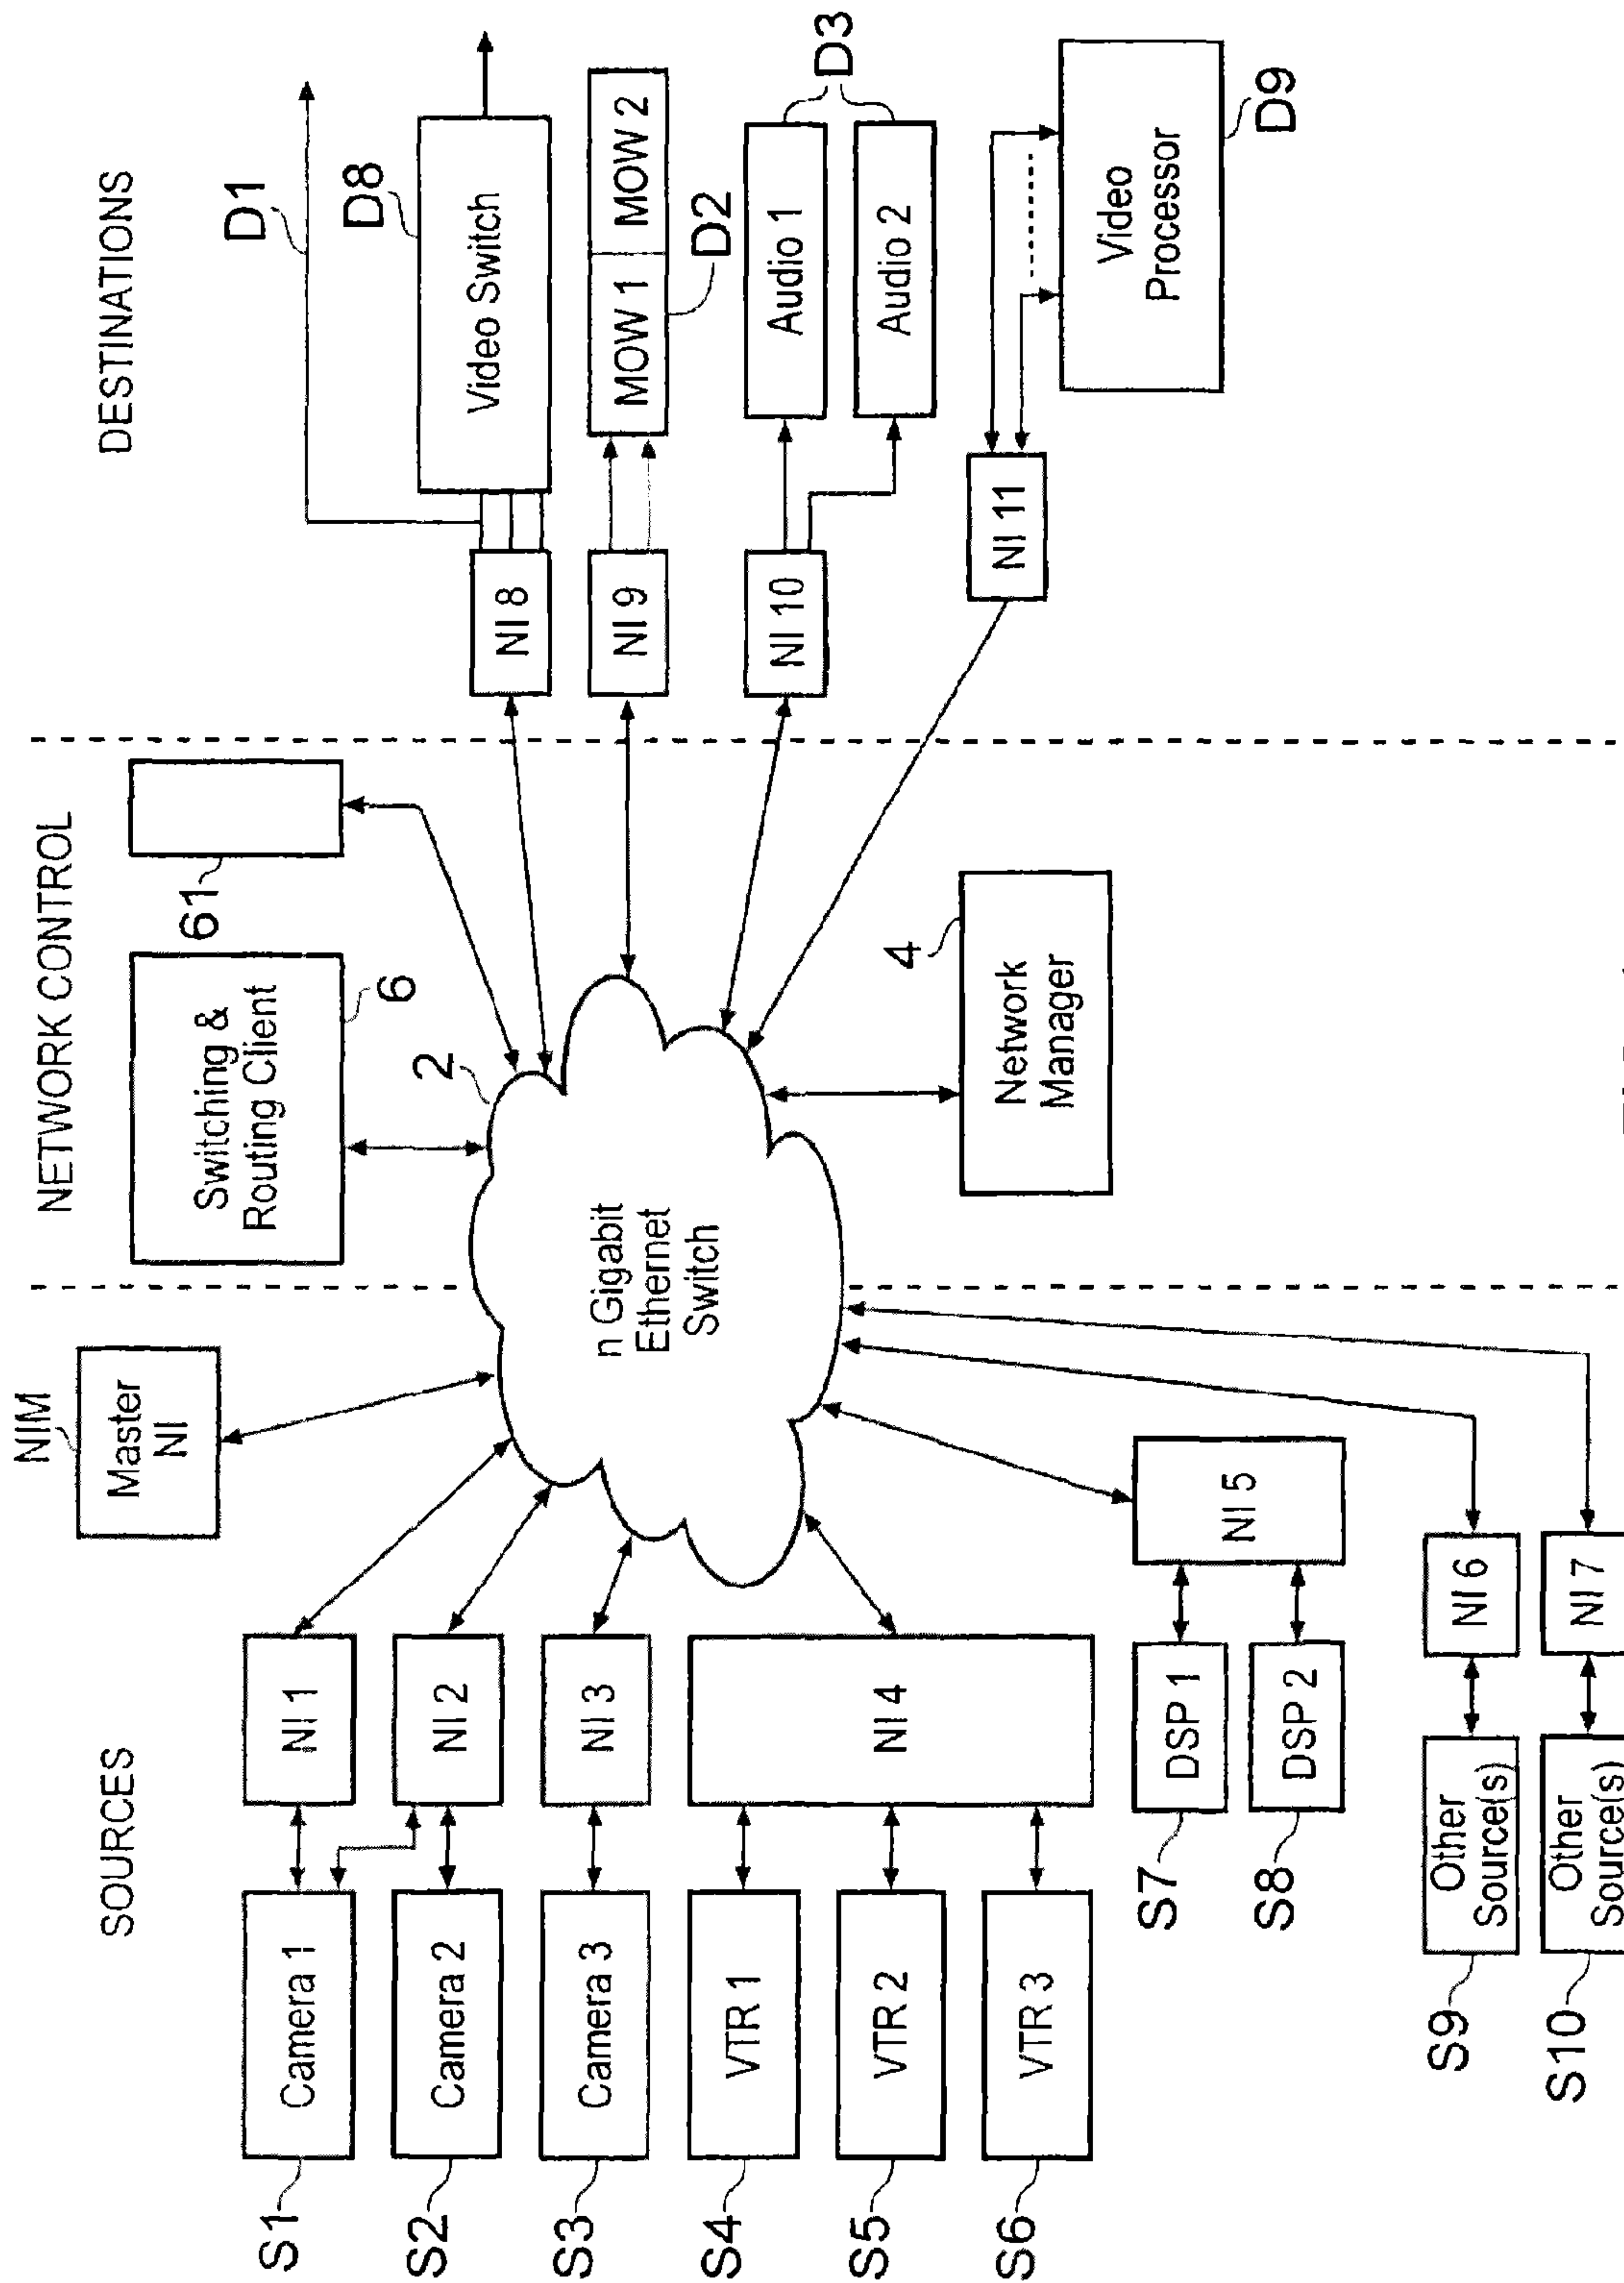 SOURCES
NETWORK CONTROL
DESTINATIONS
NIM
Master
NI
Switching &
Routing Client
6
61
2
n Gigabit
Ethernet
Switch
4
Network
Manager
S1
Camera 1
NI 1
S2
Camera 2
NI 2
S3
Camera 3
NI 3
S4
VTR 1
NI 4
S5
VTR 2
S6
VTR 3
S7
DSP 1
NI 5
S8
DSP 2
S9
Other
Source(s)
NI 6
S10
Other
Source(s)
NI 7
D1
D8
NI 8
Video Switch
NI 9
MOW 1
MOW 2
D2
NI 10
Audio 1
Audio 2
D3
NI 11
Video
Processor
D9